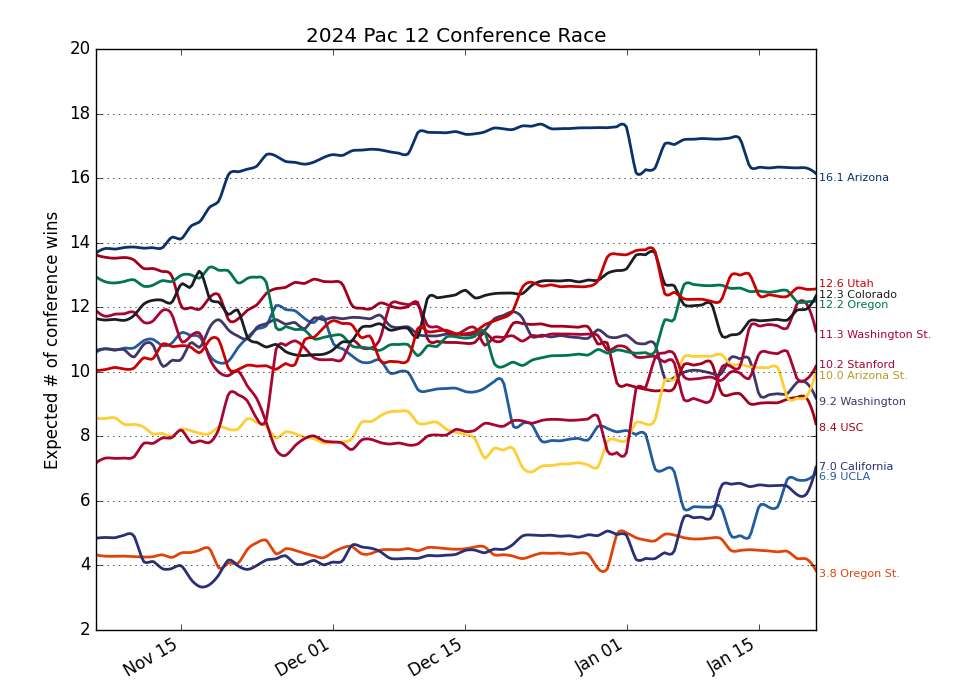 2024 Pac 12 Conference Race
Expected # of conference wins
20
18
16
14
12
10
8
6
4
2
16.1 Arizona
12.6 Utah
12.3 Colorado
12.2 Oregon
11.3 Washington St.
10.2 Stanford
10.0 Arizona St.
9.2 Washington
8.4 USC
7.0 California
6.9 UCLA
3.8 Oregon St.
Nov 15
Dec 01
Dec 15
Jan 01
Jan 15